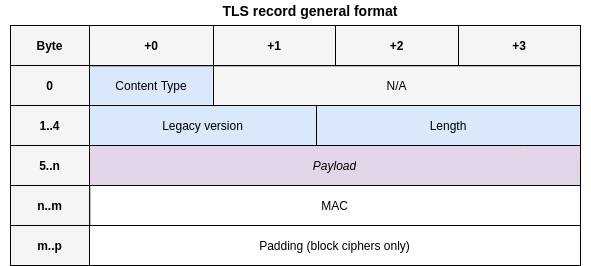 TLS record general format
Byte +0 +1 +2 +3
0 Content Type N/A
1..4 Legacy version Length
5..n Payload
n..m MAC
m..p Padding (block ciphers only)